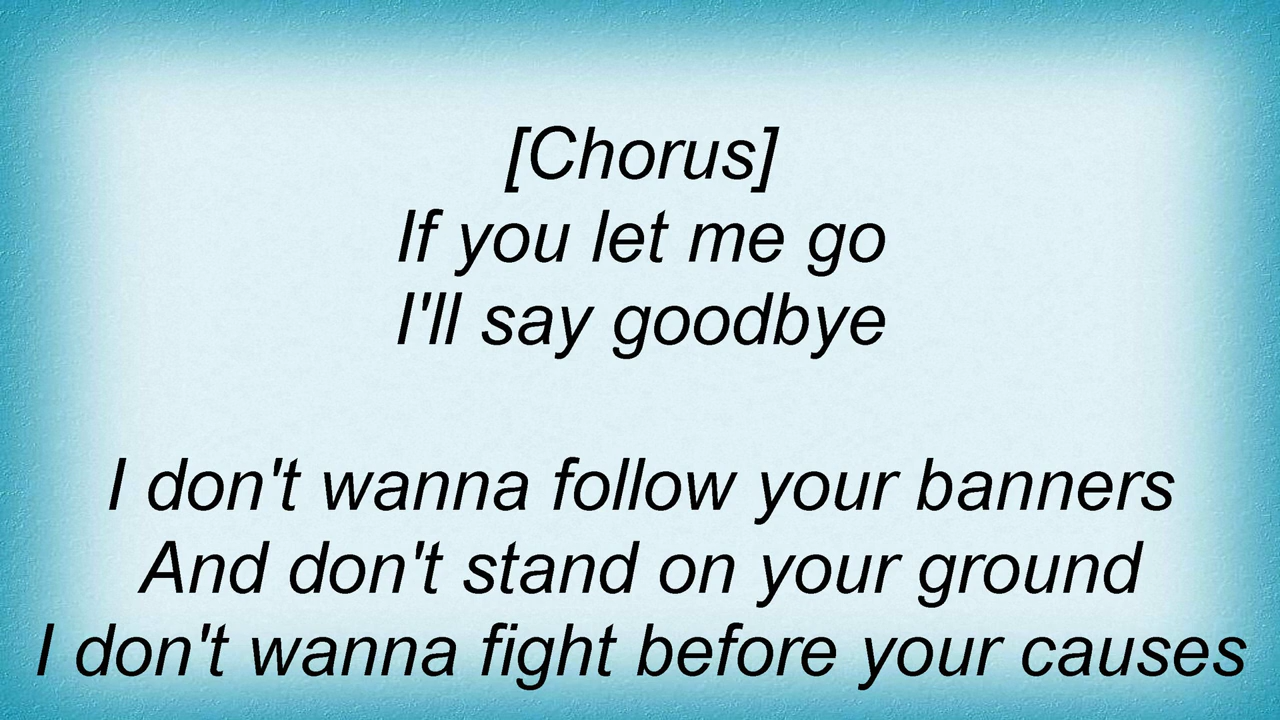 [Chorus]
If you let me go
I'll say goodbye
I don't wanna follow your banners
And don't stand on your ground
I don't wanna fight before your causes